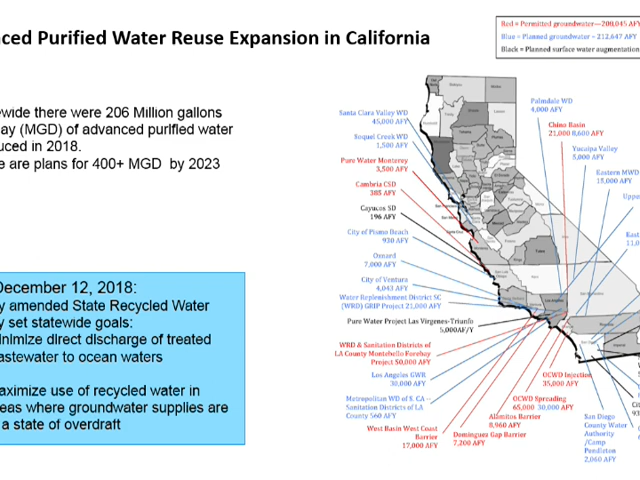 ced Purified Water Reuse Expansion in California
Red = Permitted groundwater—200,045 AFY
Blue = Planned groundwater – 212,647 AFY
Black = Planned surface water augmentation
wide there were 206 Million gallons
ay (MGD) of advanced purified water
uced in 2018.
e are plans for 400+ MGD by 2023
December 12, 2018:
y amended State Recycled Water
y set statewide goals:
nimize direct discharge of treated
astewater to ocean waters
aximize use of recycled water in
eas where groundwater supplies are
a state of overdraft
Santa Clara Valley WD
45,000 AFY
Soquel Creek WD
1,500 AFY
Pure Water Monterey
3,500 AFY
Cambria CSD
385 AFY
Cayucos SD
196 AFY
City of Pismo Beach
930 AFY
Oxnard
7,000 AFY
City of Ventura
4,043 AFY
Water Replenishment District SC
(WRD) GRIP Project 21,000 AFY
Pure Water Project Las Virgenes-Triunfo
5,000AF/Y
WRD & Sanitation Districts of
LA County Montebello Forebay
Project 50,000 AFY
Los Angeles GWR
30,000 AFY
Metropolitan WD of S. CA --
Sanitation Districts of LA
County 560 AFY
West Basin West Coast
Barrier
17,000 AFY
Dominguez Gap Barrier
7,200 AFY
Alamitos Barrier
8,960 AFY
OCWD Spreading
65,000 30,000 AFY
OCWD Injection
35,000 AFY
San Diego
County Water
Authority
/Camp
Pendleton
2,060 AFY
Palmdale WD
4,000 AFY
Chino Basin
21,000 8,600 AFY
Yucaipa Valley
5,000 AFY
Eastern MWD
15,000 AFY
Uppe
East
11,0
Cit
93